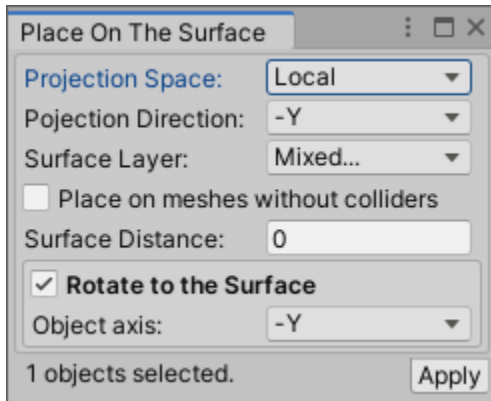 Place On The Surface
Projection Space: Local
Pojection Direction: -Y
Surface Layer: Mixed...
Place on meshes without colliders
Surface Distance: 0
Rotate to the Surface
Object axis: -Y
1 objects selected. Apply